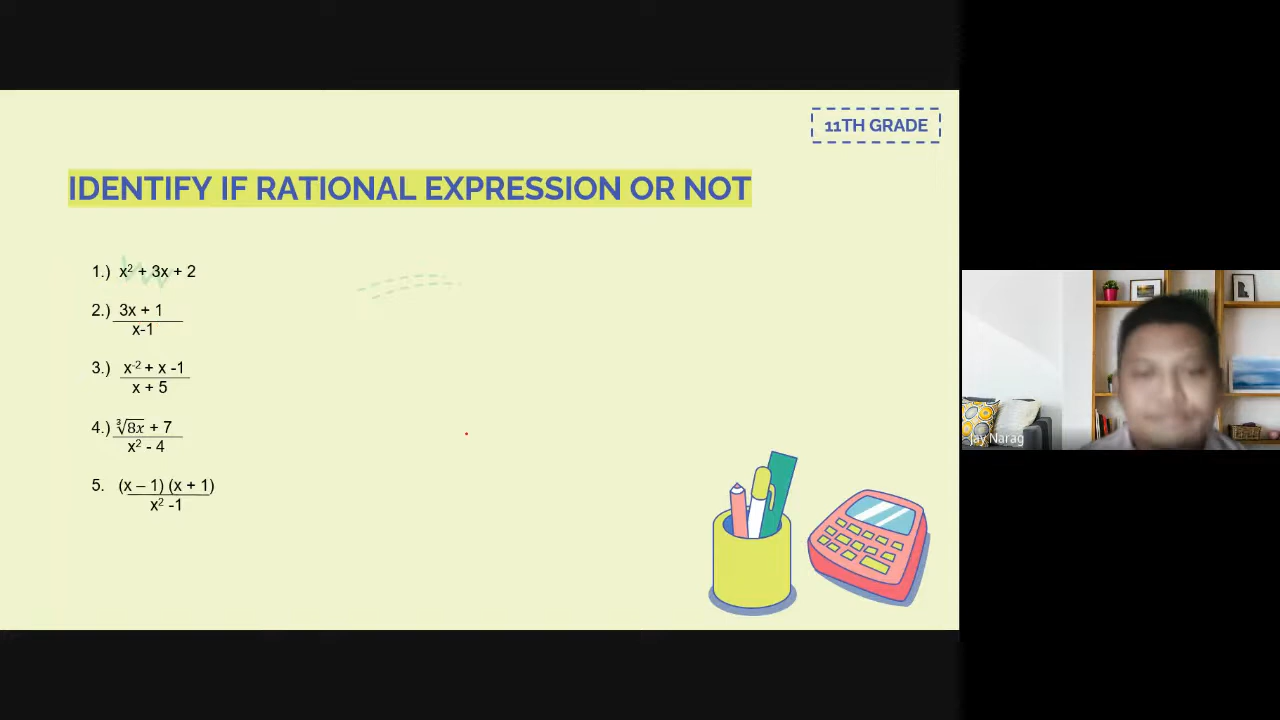 11TH GRADE
IDENTIFY IF RATIONAL EXPRESSION OR NOT
1.) x² + 3x + 2
2.) 3x + 1
x-1
3.) x⁻² + x -1
x + 5
4.) ∛8x + 7
x² - 4
5. (x – 1) (x + 1)
x² -1
Jay Narag